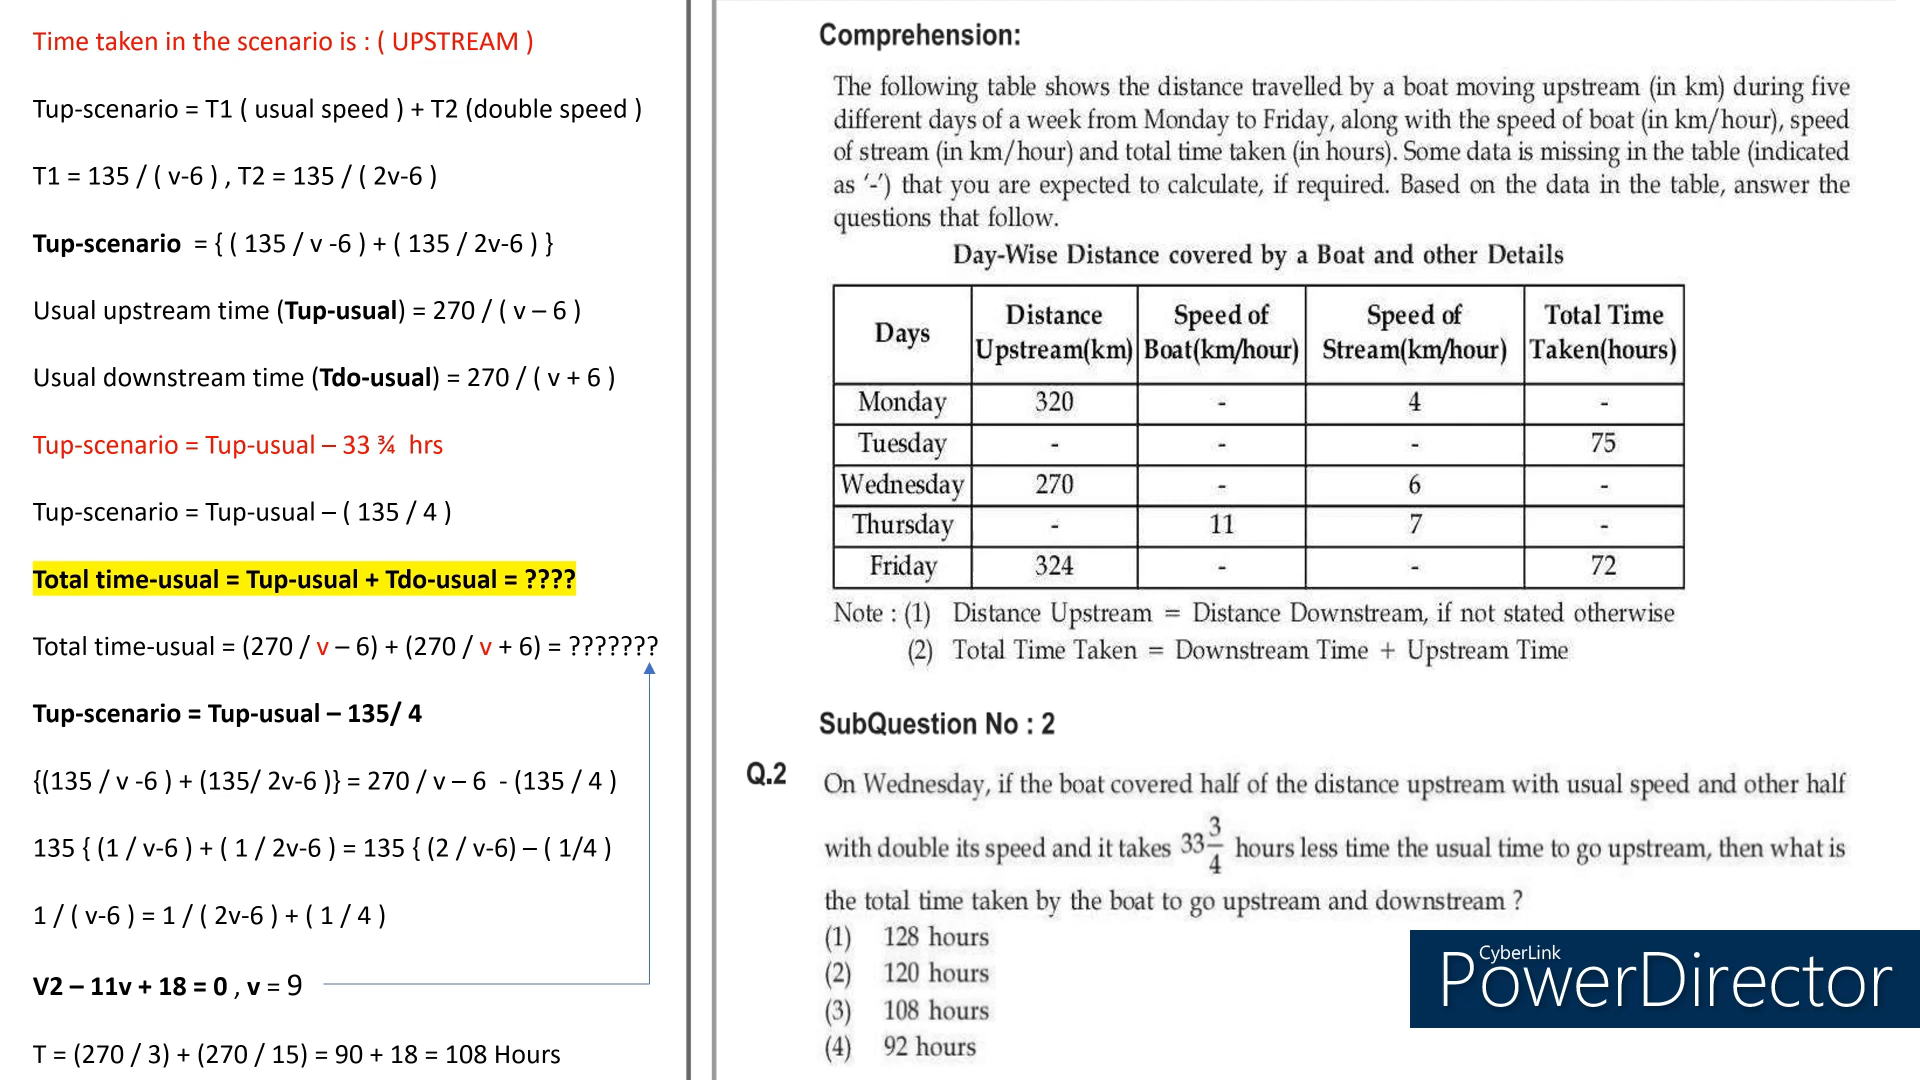 Time taken in the scenario is : ( UPSTREAM )
Tup-scenario = T1 ( usual speed ) + T2 (double speed )
T1 = 135 / ( v-6 ) , T2 = 135 / ( 2v-6 )
Tup-scenario = { ( 135 / v -6 ) + ( 135 / 2v-6 ) }
Usual upstream time (Tup-usual) = 270 / ( v – 6 )
Usual downstream time (Tdo-usual) = 270 / ( v + 6 )
Tup-scenario = Tup-usual – 33 ¾ hrs
Tup-scenario = Tup-usual – ( 135 / 4 )
Total time-usual = Tup-usual + Tdo-usual = ????
Total time-usual = (270 / v – 6) + (270 / v + 6) = ???????
Tup-scenario = Tup-usual – 135/ 4
{(135 / v -6 ) + (135/ 2v-6 )} = 270 / v – 6 - (135 / 4 )
135 { (1 / v-6 ) + ( 1 / 2v-6 ) = 135 { (2 / v-6) – ( 1/4 )
1 / ( v-6 ) = 1 / ( 2v-6 ) + ( 1 / 4 )
V2 – 11v + 18 = 0 , v = 9
T = (270 / 3) + (270 / 15) = 90 + 18 = 108 Hours
Comprehension:
The following table shows the distance travelled by a boat moving upstream (in km) during five
different days of a week from Monday to Friday, along with the speed of boat (in km/hour), speed
of stream (in km/hour) and total time taken (in hours). Some data is missing in the table (indicated
as ‘-’) that you are expected to calculate, if required. Based on the data in the table, answer the
questions that follow.
Day-Wise Distance covered by a Boat and other Details
Days Distance Upstream(km) Speed of Boat(km/hour) Speed of Stream(km/hour) Total Time Taken(hours)
Monday 320 - 4 -
Tuesday - - - 75
Wednesday 270 - 6 -
Thursday - 11 7 -
Friday 324 - - 72
Note : (1) Distance Upstream = Distance Downstream, if not stated otherwise
(2) Total Time Taken = Downstream Time + Upstream Time
SubQuestion No : 2
Q.2 On Wednesday, if the boat covered half of the distance upstream with usual speed and other half
with double its speed and it takes 33 3/4 hours less time the usual time to go upstream, then what is
the total time taken by the boat to go upstream and downstream ?
(1) 128 hours
(2) 120 hours
(3) 108 hours
(4) 92 hours
CyberLink
PowerDirector